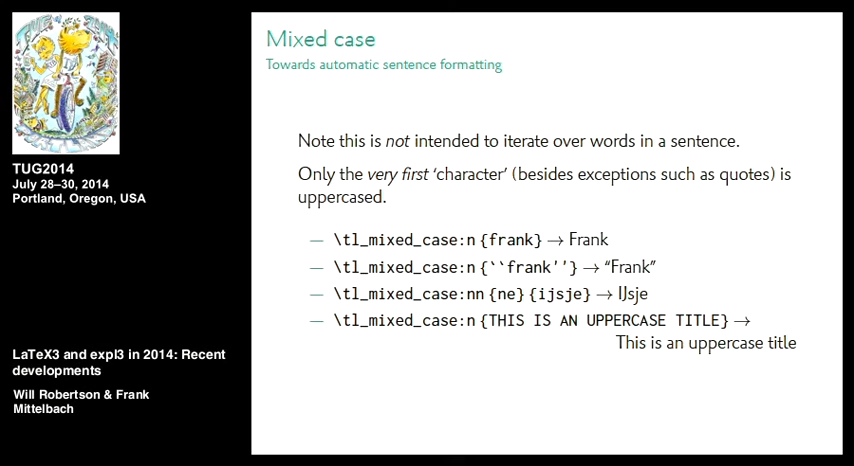 TUG2014
July 28–30, 2014
Portland, Oregon, USA
LaTeX3 and expl3 in 2014: Recent
developments
Will Robertson & Frank
Mittelbach
Mixed case
Towards automatic sentence formatting
Note this is not intended to iterate over words in a sentence.
Only the very first ‘character’ (besides exceptions such as quotes) is
uppercased.
— \tl_mixed_case:n {frank} → Frank
— \tl_mixed_case:n {``frank''} → “Frank”
— \tl_mixed_case:nn {ne} {ijsje} → IJsje
— \tl_mixed_case:n {THIS IS AN UPPERCASE TITLE} →
This is an uppercase title